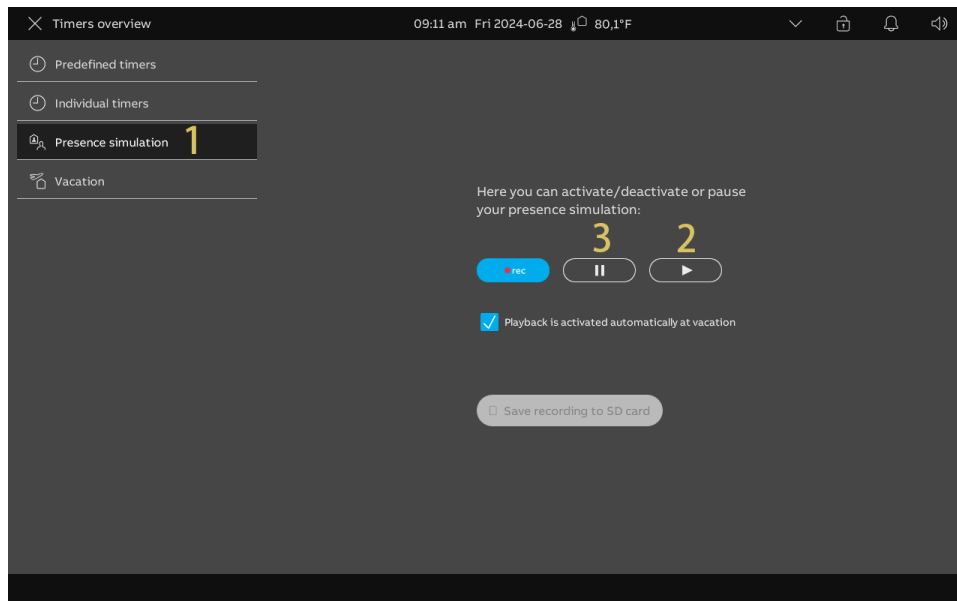 Timers overview
09:11 am Fri 2024-06-28 80,1°F
Predefined timers
Individual timers
Presence simulation 1
Vacation
Here you can activate/deactivate or pause
your presence simulation:
3 2
rec
Playback is activated automatically at vacation
Save recording to SD card